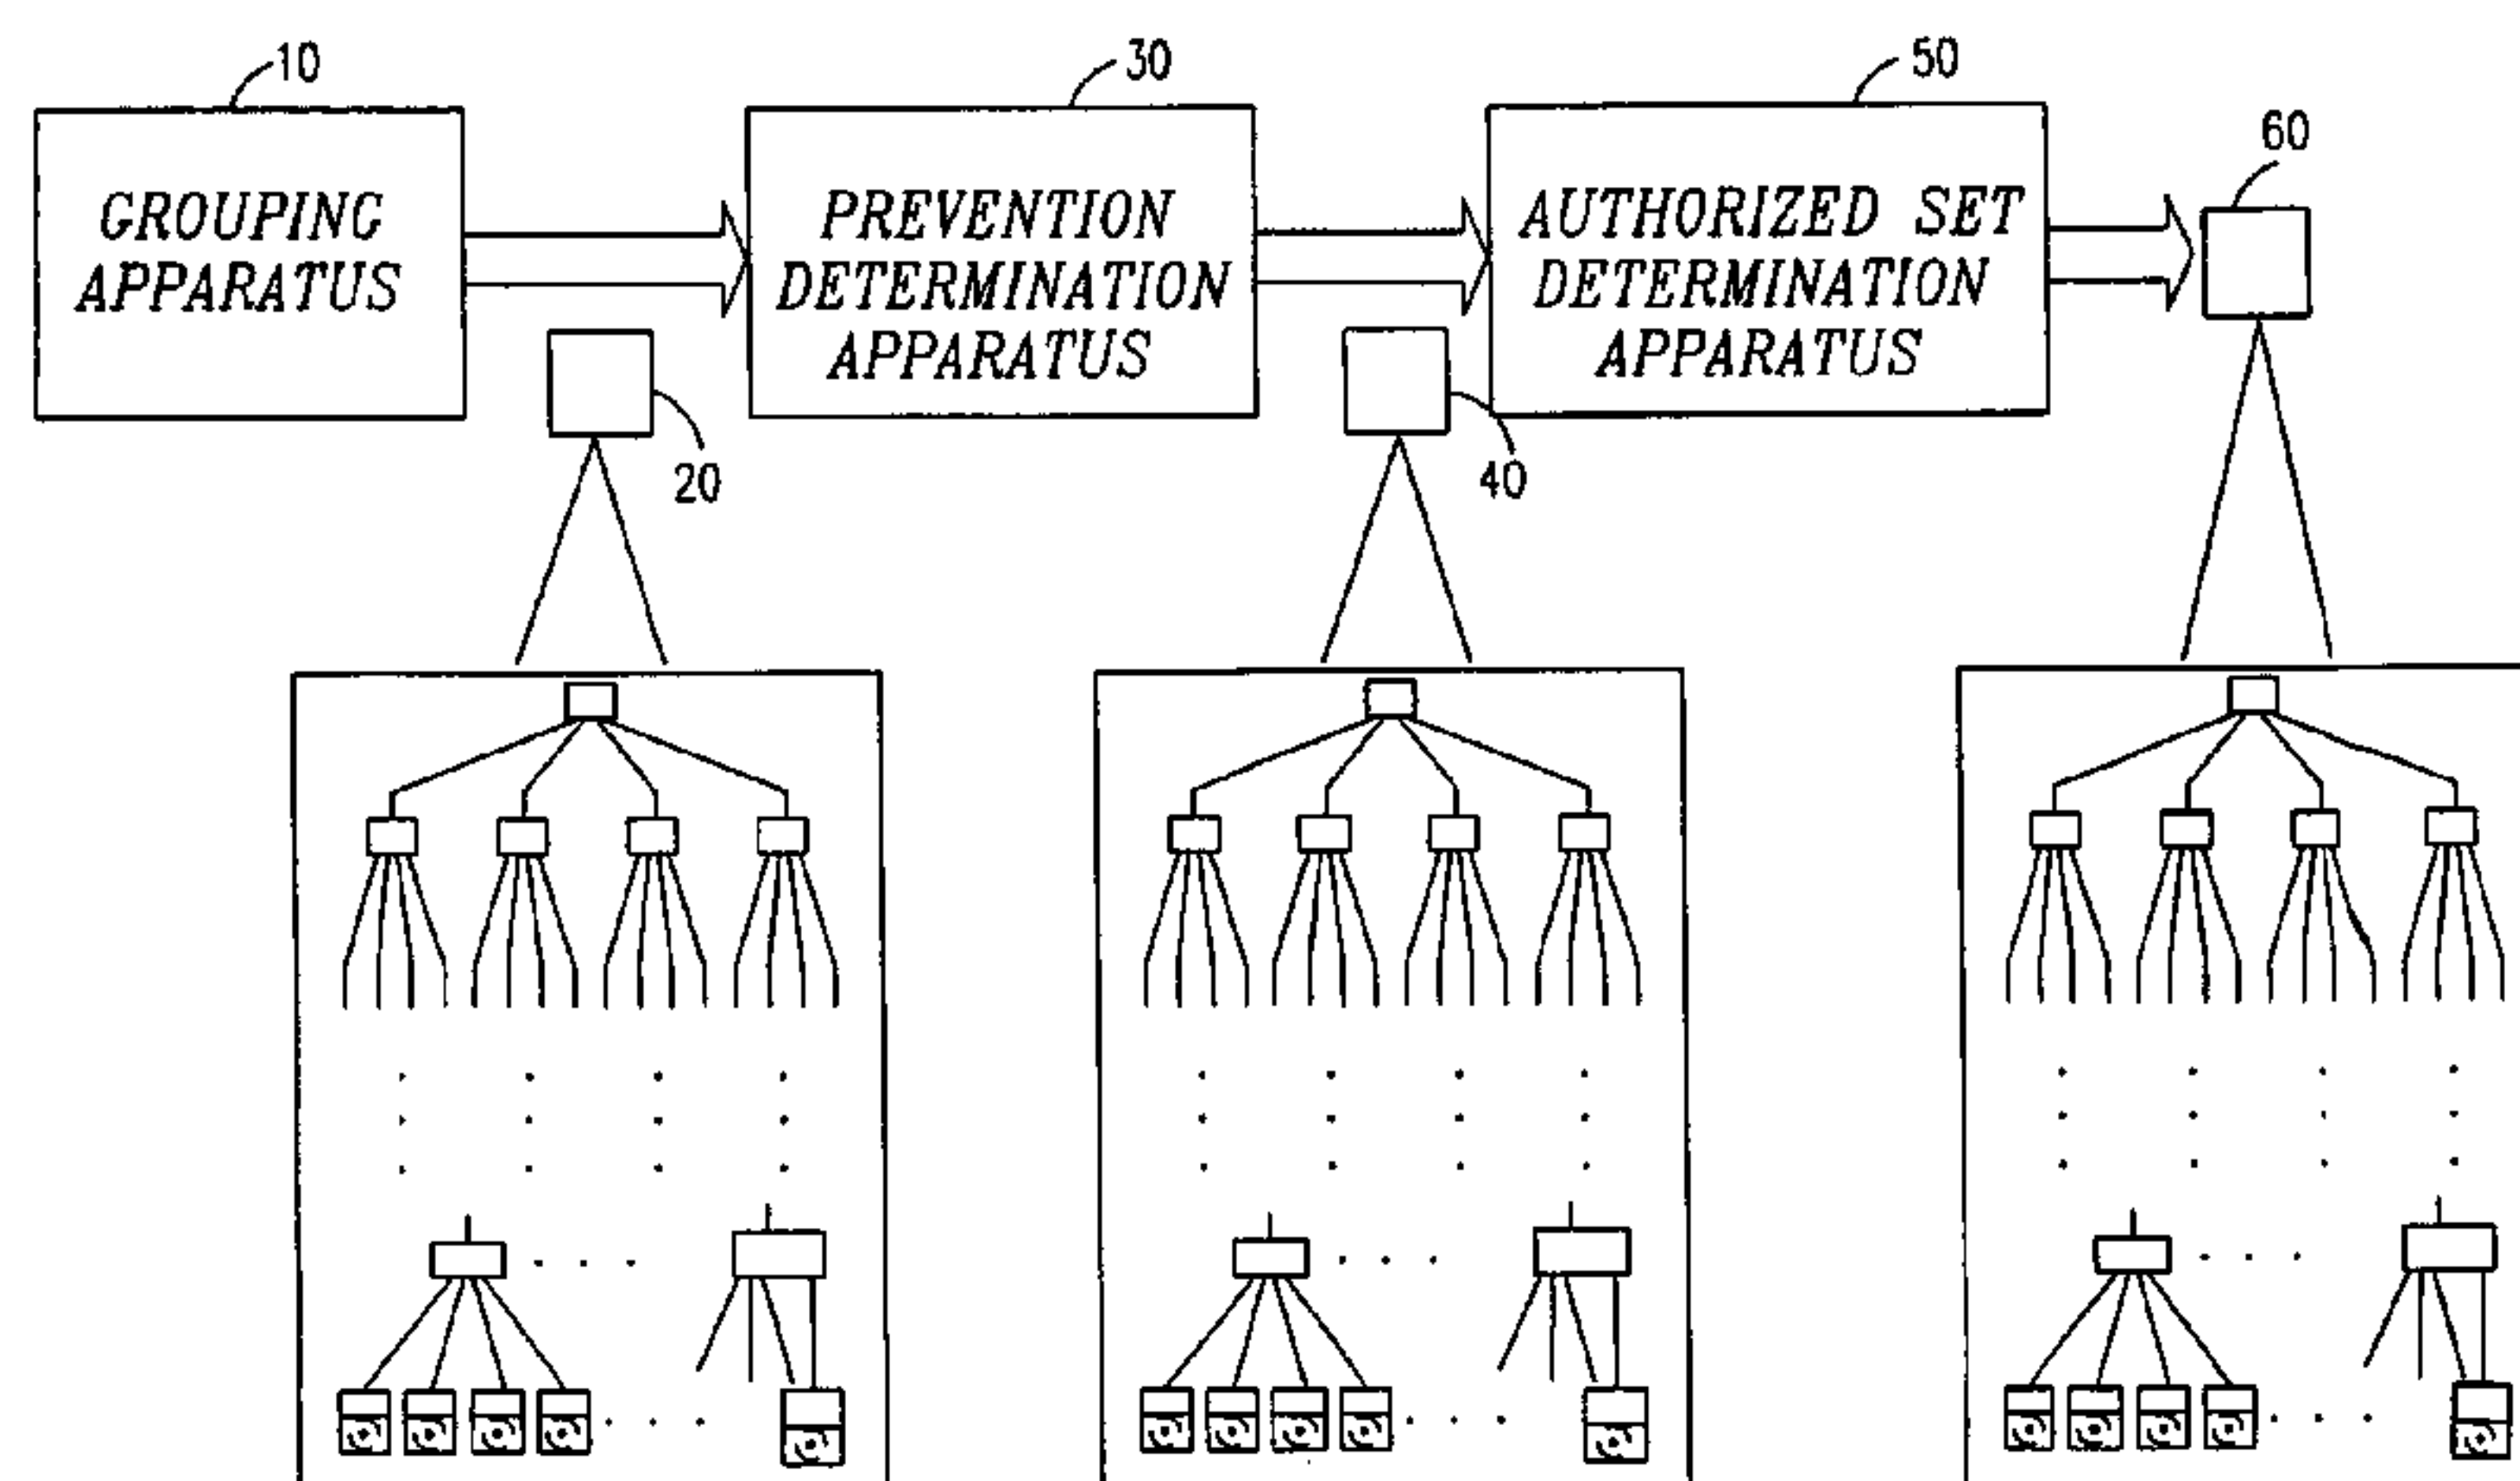 10
30
50
60
GROUPING
APPARATUS
PREVENTION
DETERMINATION
APPARATUS
AUTHORIZED SET
DETERMINATION
APPARATUS
20
40